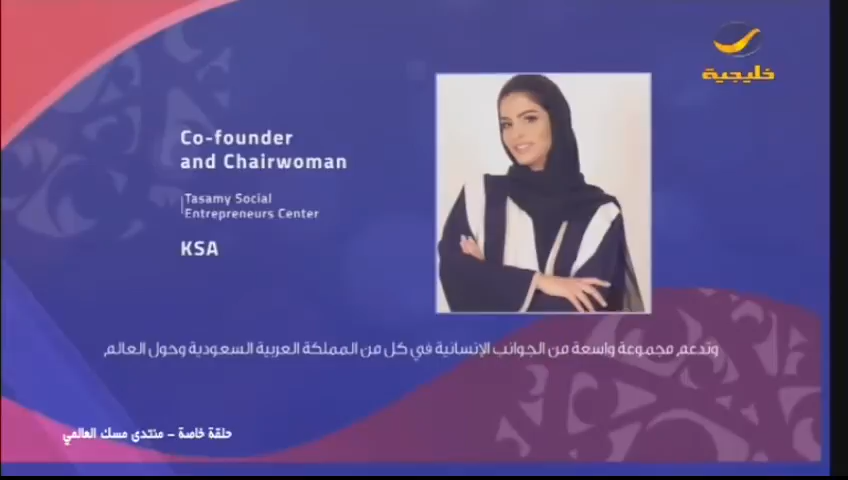 خليجية
Co-founder
and Chairwoman
Tasamy Social
Entrepreneurs Center
KSA
وتدعم مجموعة واسعة من الجوانب الإنسانية في كل من المملكة العربية السعودية وحول العالم
حلقة خاصة – منتدى مسك العالمي